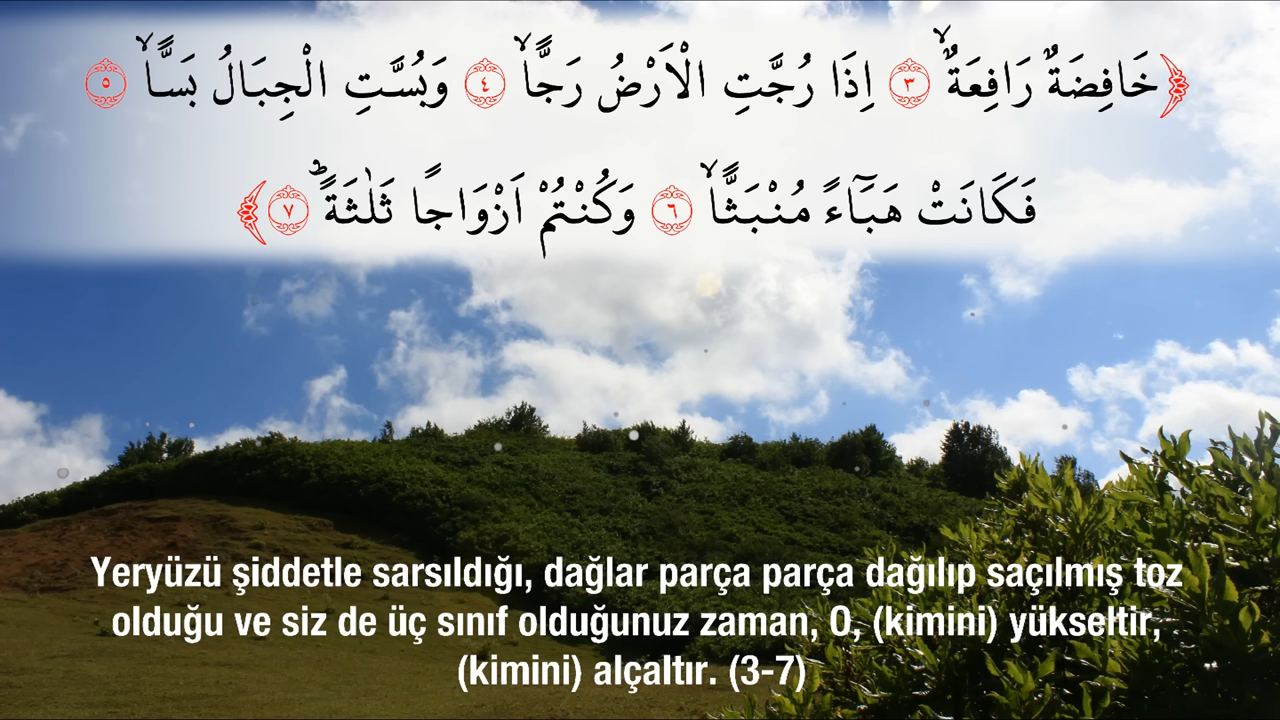 ﴿خَافِضَةٌ رَافِعَةٌۙ ﴿٣﴾ اِذَا رُجَّتِ الْاَرْضُ رَجًّاۙ ﴿٤﴾ وَبُسَّتِ الْجِبَالُ بَسًّاۙ ﴿٥﴾
فَكَانَتْ هَبَٓاءً مُنْبَثًّاۙ ﴿٦﴾ وَكُنْتُمْ اَزْوَاجًا ثَلٰثَةًؕ ﴿٧﴾﴾
Yeryüzü şiddetle sarsıldığı, dağlar parça parça dağılıp saçılmış toz
olduğu ve siz de üç sınıf olduğunuz zaman, O, (kimini) yükseltir,
(kimini) alçaltır. (3-7)